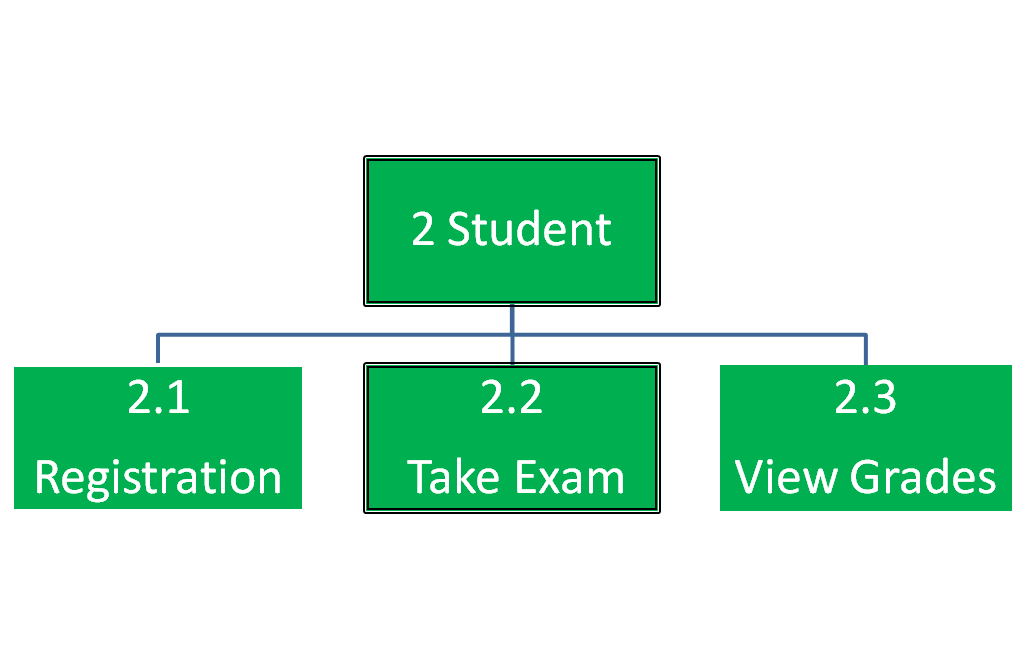 2 Student
2.1
Registration
2.2
Take Exam
2.3
View Grades